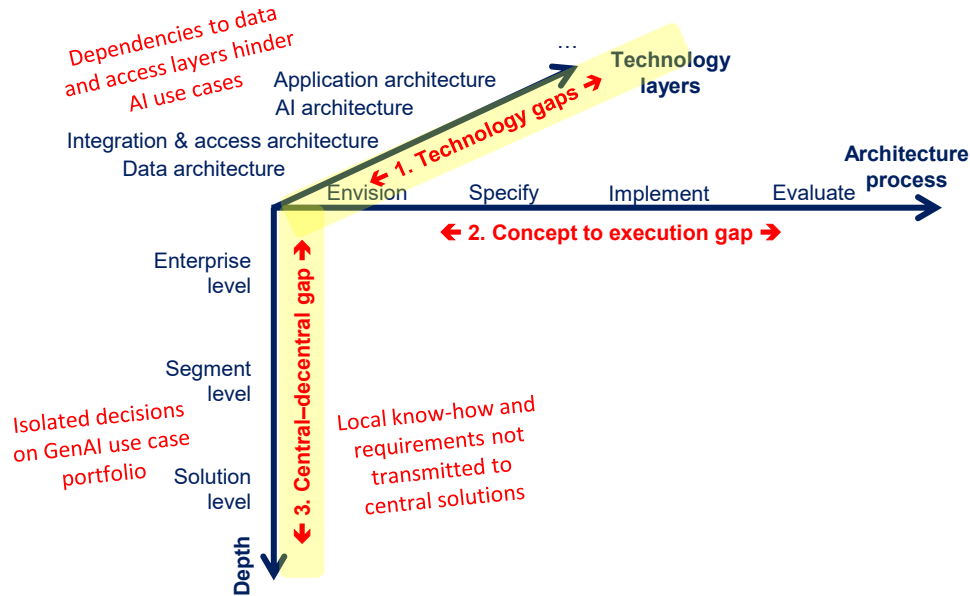 Dependencies to data
and access layers hinder
AI use cases
...
Technology
layers
Application architecture
AI architecture
Integration & access architecture
Data architecture
🡸 1. Technology gaps 🡺
Architecture
process
Envision
Specify
Implement
Evaluate
🡸 2. Concept to execution gap 🡺
Enterprise
level
Segment
level
Solution
level
Depth
🡸 3. Central–decentral gap 🡺
Isolated decisions
on GenAI use case
portfolio
Local know-how and
requirements not
transmitted to
central solutions